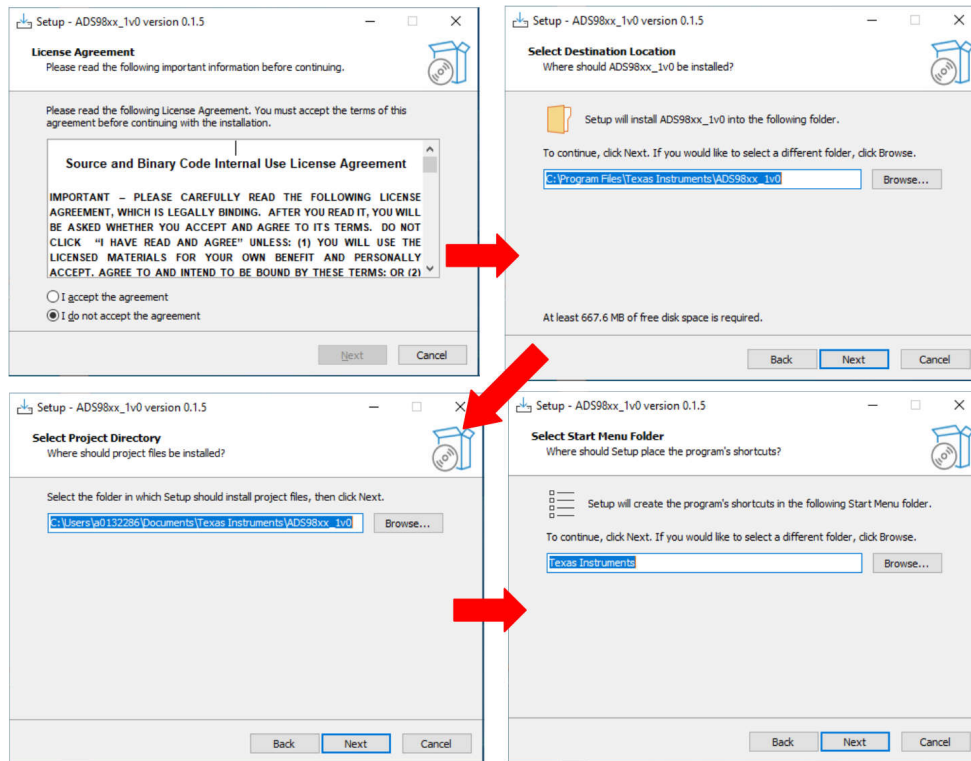 Setup - ADS98xx_1v0 version 0.1.5
License Agreement
Please read the following important information before continuing.
Please read the following License Agreement. You must accept the terms of this
agreement before continuing with the installation.
Source and Binary Code Internal Use License Agreement
IMPORTANT – PLEASE CAREFULLY READ THE FOLLOWING LICENSE
AGREEMENT, WHICH IS LEGALLY BINDING. AFTER YOU READ IT, YOU WILL
BE ASKED WHETHER YOU ACCEPT AND AGREE TO ITS TERMS. DO NOT
CLICK “I HAVE READ AND AGREE” UNLESS: (1) YOU WILL USE THE
LICENSED MATERIALS FOR YOUR OWN BENEFIT AND PERSONALLY
ACCEPT, AGREE TO AND INTEND TO BE BOUND BY THESE TERMS; OR (2)
I accept the agreement
I do not accept the agreement
Next
Cancel
Setup - ADS98xx_1v0 version 0.1.5
Select Destination Location
Where should ADS98xx_1v0 be installed?
Setup will install ADS98xx_1v0 into the following folder.
To continue, click Next. If you would like to select a different folder, click Browse.
C:\Program Files\Texas Instruments\ADS98xx_1v0
Browse...
At least 667.6 MB of free disk space is required.
Back
Next
Cancel
Setup - ADS98xx_1v0 version 0.1.5
Select Project Directory
Where should project files be installed?
Select the folder in which Setup should install project files, then click Next.
C:\Users\a0132286\Documents\Texas Instruments\ADS98xx_1v0
Browse...
Back
Next
Cancel
Setup - ADS98xx_1v0 version 0.1.5
Select Start Menu Folder
Where should Setup place the program's shortcuts?
Setup will create the program's shortcuts in the following Start Menu folder.
To continue, click Next. If you would like to select a different folder, click Browse.
Texas Instruments
Browse...
Back
Next
Cancel